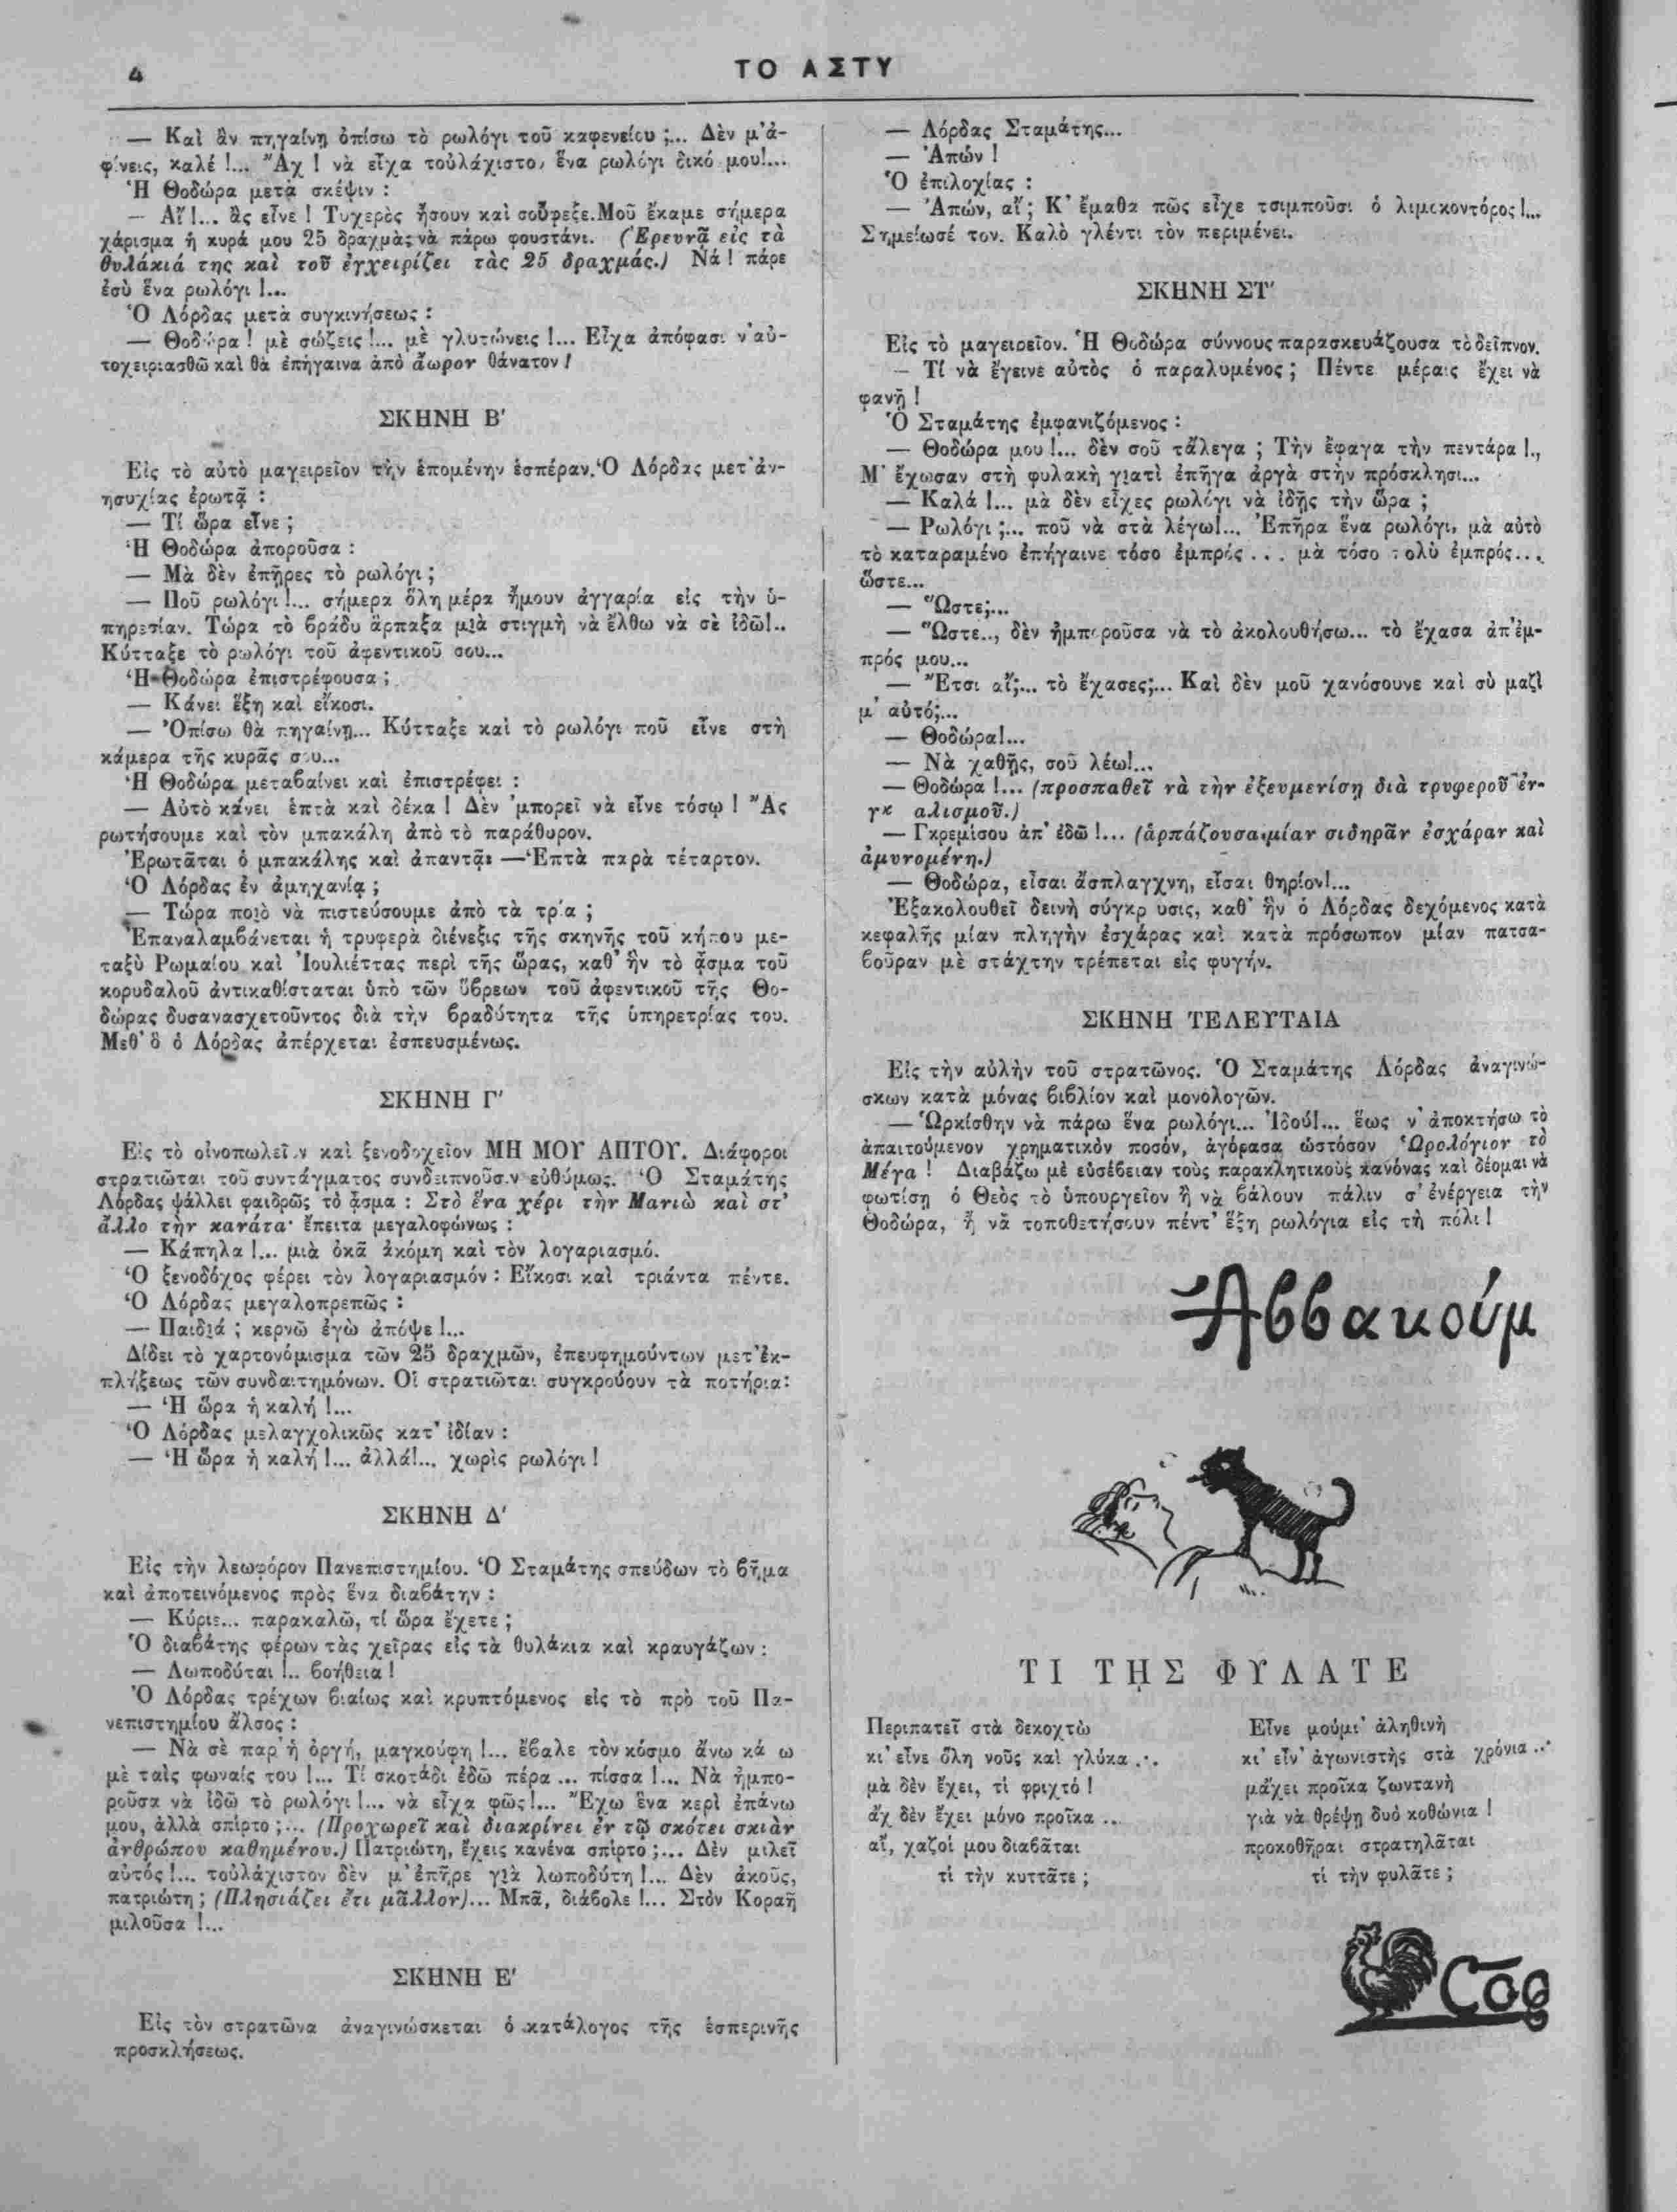 4
ΤΟ ΑΣΤΥ
— Καὶ ἂν πηγαίνῃ ὀπίσω τὸ ρωλόγι τοῦ καφενείου ;... Δὲν μ᾿ ἀ-
φίνεις, καλέ !... Ἄχ ! νὰ εἶχα τοὐλάχιστο, ἕνα ρωλόγι δικό μου!...
Ἡ Θοδώρα μετὰ σκέψιν :
— Αἴ !... ἂς εἶνε ! Τυχερὸς ἦσουν καὶ σοὔφεξε. Μοῦ ἔκαμε σήμερα
χάρισμα ἡ κυρά μου 25 δραχμὰς νὰ πάρω φουστάνι. (Ἐρευνᾷ εἰς τὰ
θυλάκιά της καὶ τοῦ ἐγχειρίζει τὰς 25 δραχμάς.) Νά ! πάρε
ἐσὺ ἕνα ρωλόγι !...
Ὁ Λόρδας μετὰ συγκινήσεως :
— Θοδώρα ! μὲ σώζεις !... μὲ γλυτώνεις !... Εἶχα ἀπόφασι ν᾿ αὐ-
τοχειριασθῶ καὶ θὰ ἐπήγαινα ἀπὸ ἄωρον θάνατον !
ΣΚΗΝΗ Β′
Εἰς τὸ αὐτὸ μαγειρεῖον τὴν ἑπομένην ἑσπέραν. Ὁ Λόρδας μετ᾿ ἀν-
ησυχίας ἐρωτᾷ :
— Τί ὥρα εἶνε ;
Ἡ Θοδώρα ἀποροῦσα :
— Μὰ δὲν ἐπῆρες τὸ ρωλόγι ;
— Ποῦ ρωλόγι !... σήμερα ὅλη μέρα ἤμουν ἀγγαρία εἰς τὴν ὑ-
πηρεσίαν. Τώρα τὸ βράδυ ἅρπαξα μιὰ στιγμὴ νὰ ἔλθω νὰ σὲ ἰδῶ!..
Κύτταξε τὸ ρωλόγι τοῦ ἀφεντικοῦ σου...
Ἡ Θοδώρα ἐπιστρέφουσα ;
— Κάνει ἕξη καὶ εἴκοσι.
— Ὀπίσω θὰ πηγαίνῃ... Κύτταξε καὶ τὸ ρωλόγι ποῦ εἶνε στὴ
κάμερα τῆς κυρᾶς σου...
Ἡ Θοδώρα μεταβαίνει καὶ ἐπιστρέφει :
— Αὐτὸ κάνει ἑπτὰ καὶ δέκα ! Δὲν ᾿μπορεῖ νὰ εἶνε τόσῳ ! Ἂς
ρωτήσουμε καὶ τὸν μπακάλη ἀπὸ τὸ παράθυρον.
Ἐρωτᾶται ὁ μπακάλης καὶ ἀπαντᾷ: — Ἑπτὰ παρὰ τέταρτον.
Ὁ Λόρδας ἐν ἀμηχανίᾳ ;
— Τώρα ποιὸ νὰ πιστεύσουμε ἀπὸ τὰ τρία ;
Ἐπαναλαμβάνεται ἡ τρυφερὰ διένεξις τῆς σκηνῆς τοῦ κήπου με-
ταξὺ Ρωμαίου καὶ Ἰουλιέττας περὶ τῆς ὥρας, καθ᾿ ἣν τὸ ᾆσμα τοῦ
κορυδαλοῦ ἀντικαθίσταται ὑπὸ τῶν ὕβρεων τοῦ ἀφεντικοῦ τῆς Θο-
δώρας δυσανασχετοῦντος διὰ τὴν βραδύτητα τῆς ὑπηρετρίας του.
Μεθ᾿ ὃ ὁ Λόρδας ἀπέρχεται ἐσπευσμένως.
ΣΚΗΝΗ Γ′
Εἰς τὸ οἰνοπωλεῖον καὶ ξενοδοχεῖον ΜΗ ΜΟΥ ΑΠΤΟΥ. Διάφοροι
στρατιῶται τοῦ συντάγματος συνδειπνοῦσιν εὐθύμως. Ὁ Σταμάτης
Λόρδας ψάλλει φαιδρῶς τὸ ᾆσμα : Στὸ ἕνα χέρι τὴν Μανιὼ καὶ στ᾿
ἄλλο τὴν κανάτα· ἔπειτα μεγαλοφώνως :
— Κάπηλα !... μιὰ ὀκᾶ ἀκόμη καὶ τὸν λογαριασμό.
Ὁ ξενοδόχος φέρει τὸν λογαριασμόν : Εἴκοσι καὶ τριάντα πέντε.
Ὁ Λόρδας μεγαλοπρεπῶς :
— Παιδιά ; κερνῶ ἐγὼ ἀπόψε !...
Δίδει τὸ χαρτονόμισμα τῶν 25 δραχμῶν, ἐπευφημούντων μετ᾿ ἐκ-
πλήξεως τῶν συνδαιτημόνων. Οἱ στρατιῶται συγκρούουν τὰ ποτήρια:
— Ἡ ὥρα ἡ καλή !...
Ὁ Λόρδας μελαγχολικῶς κατ᾿ ἰδίαν :
— Ἡ ὥρα ἡ καλή !... ἀλλά!... χωρὶς ρωλόγι !
ΣΚΗΝΗ Δ′
Εἰς τὴν λεωφόρον Πανεπιστημίου. Ὁ Σταμάτης σπεύδων τὸ βῆμα
καὶ ἀποτεινόμενος πρὸς ἕνα διαβάτην :
— Κύριε... παρακαλῶ, τί ὥρα ἔχετε ;
Ὁ διαβάτης φέρων τὰς χεῖρας εἰς τὰ θυλάκια καὶ κραυγάζων :
— Λωποδύται !.. βοήθεια !
Ὁ Λόρδας τρέχων βιαίως καὶ κρυπτόμενος εἰς τὸ πρὸ τοῦ Πα-
νεπιστημίου ἄλσος :
— Νὰ σὲ παρ᾿ ἡ ὀργή, μαγκούφη !... ἔβαλε τὸν κόσμο ἄνω κά ω
μὲ ταὶς φωναίς του !... Τί σκοτάδι ἐδῶ πέρα ... πίσσα !... Νὰ ἠμπο-
ροῦσα νὰ ἰδῶ τὸ ρωλόγι !... νὰ εἶχα φῶς!... Ἔχω ἕνα κερὶ ἐπάνω
μου, ἀλλὰ σπίρτο ;... (Προχωρεῖ καὶ διακρίνει ἐν τῷ σκότει σκιὰν
ἀνθρώπου καθημένου.) Πατριώτη, ἔχεις κανένα σπίρτο ;... Δὲν μιλεῖ
αὐτός !... τοὐλάχιστον δὲν μ᾿ ἐπῆρε γιὰ λωποδύτη !... Δὲν ἀκοῦς,
πατριώτη ; (Πλησιάζει ἔτι μᾶλλον)... Μπᾶ, διάβολε !... Στὸν Κοραῆ
μιλοῦσα !...
ΣΚΗΝΗ Ε′
Εἰς τὸν στρατῶνα ἀναγινώσκεται ὁ κατάλογος τῆς ἑσπερινῆς
προσκλήσεως.
— Λόρδας Σταμάτης...
— Ἀπών !
Ὁ ἐπιλοχίας :
— Ἀπών, αἴ ; Κ᾿ ἔμαθα πῶς εἶχε τσιμποῦσι ὁ λιμοκοντόρος !...
Σημείωσέ τον. Καλὸ γλέντι τὸν περιμένει.
ΣΚΗΝΗ ΣΤ′
Εἰς τὸ μαγειρεῖον. Ἡ Θοδώρα σύννους παρασκευάζουσα τὸ δεῖπνον.
— Τί νὰ ἔγεινε αὐτὸς ὁ παραλυμένος ; Πέντε μέραις ἔχει νὰ
φανῇ !
Ὁ Σταμάτης ἐμφανιζόμενος :
— Θοδώρα μου !... δὲν σοῦ τἄλεγα ; Τὴν ἔφαγα τὴν πεντάρα !.,
Μ᾿ ἔχωσαν στὴ φυλακὴ γιατὶ ἐπῆγα ἀργὰ στὴν πρόσκλησι...
— Καλά !... μὰ δὲν εἶχες ρωλόγι νὰ ἰδῇς τὴν ὥρα ;
— Ρωλόγι ;... ποῦ νὰ στὰ λέγω!... Ἐπῆρα ἕνα ρωλόγι, μὰ αὐτὸ
τὸ καταραμένο ἐπήγαινε τόσο ἐμπρός ... μὰ τόσο πολὺ ἐμπρός...
ὥστε...
— Ὥστε;...
— Ὥστε.., δὲν ἠμποροῦσα νὰ τὸ ἀκολουθήσω... τὸ ἔχασα ἀπ᾿ ἐμ-
πρός μου...
— Ἔτσι αἴ;... τὸ ἔχασες;... Καὶ δὲν μοῦ χανόσουνε καὶ σὺ μαζὶ
μ᾿ αὐτό;...
— Θοδώρα!...
— Νὰ χαθῇς, σοῦ λέω!...
— Θοδώρα !... (προσπαθεῖ νὰ τὴν ἐξευμενίσῃ διὰ τρυφεροῦ ἐν-
γκ αλισμοῦ.)
— Γκρεμίσου ἀπ᾿ ἐδῶ !... (ἁρπάζουσα μίαν σιδηρᾶν ἐσχάραν καὶ
ἀμυνομένη.)
— Θοδώρα, εἶσαι ἄσπλαγχνη, εἶσαι θηρίον!...
Ἐξακολουθεῖ δεινὴ σύγκρ υσις, καθ᾿ ἣν ὁ Λόρδας δεχόμενος κατὰ
κεφαλῆς μίαν πληγὴν ἐσχάρας καὶ κατὰ πρόσωπον μίαν πατσα-
βοῦραν μὲ στάχτην τρέπεται εἰς φυγήν.
ΣΚΗΝΗ ΤΕΛΕΥΤΑΙΑ
Εἰς τὴν αὐλὴν τοῦ στρατῶνος. Ὁ Σταμάτης Λόρδας ἀναγινώ-
σκων κατὰ μόνας βιβλίον καὶ μονολογῶν.
— Ὡρκίσθην νὰ πάρω ἕνα ρωλόγι... Ἰδού!... ἕως ν᾿ ἀποκτήσω τὸ
ἀπαιτούμενον χρηματικὸν ποσόν, ἀγόρασα ὡστόσον Ὡρολόγιον τὸ
Μέγα ! Διαβάζω μὲ εὐσέβειαν τοὺς παρακλητικοὺς κανόνας καὶ δέομαι νὰ
φωτίσῃ ὁ Θεὸς τὸ ὑπουργεῖον ἢ νὰ βάλουν πάλιν σ᾿ ἐνέργεια τὴν
Θοδώρα, ἢ νὰ τοποθετήσουν πέντ᾿ ἕξη ρωλόγια εἰς τὴ πόλι !
Ἀββακούμ
ΤΙ ΤΗΣ ΦΥΛΑΤΕ
Περιπατεῖ στὰ δεκοχτὼ
κι᾿ εἶνε ὅλη νοῦς καὶ γλύκα ...
μὰ δὲν ἔχει, τὶ φριχτό !
ἄχ δὲν ἔχει μόνο προῖκα ...
αἴ, χαζοί μου διαβᾶται
τὶ τὴν κυττᾶτε ;
Εἶνε μούμι᾿ ἀληθινὴ
κι᾿ εἶν᾿ ἀγωνιστὴς στὰ χρόνια ...
μἄχει προῖκα ζωντανὴ
γιὰ νὰ θρέψῃ δυὸ κοθώνια !
προκοθῆραι στρατηλᾶται
τί τὴν φυλᾶτε ;